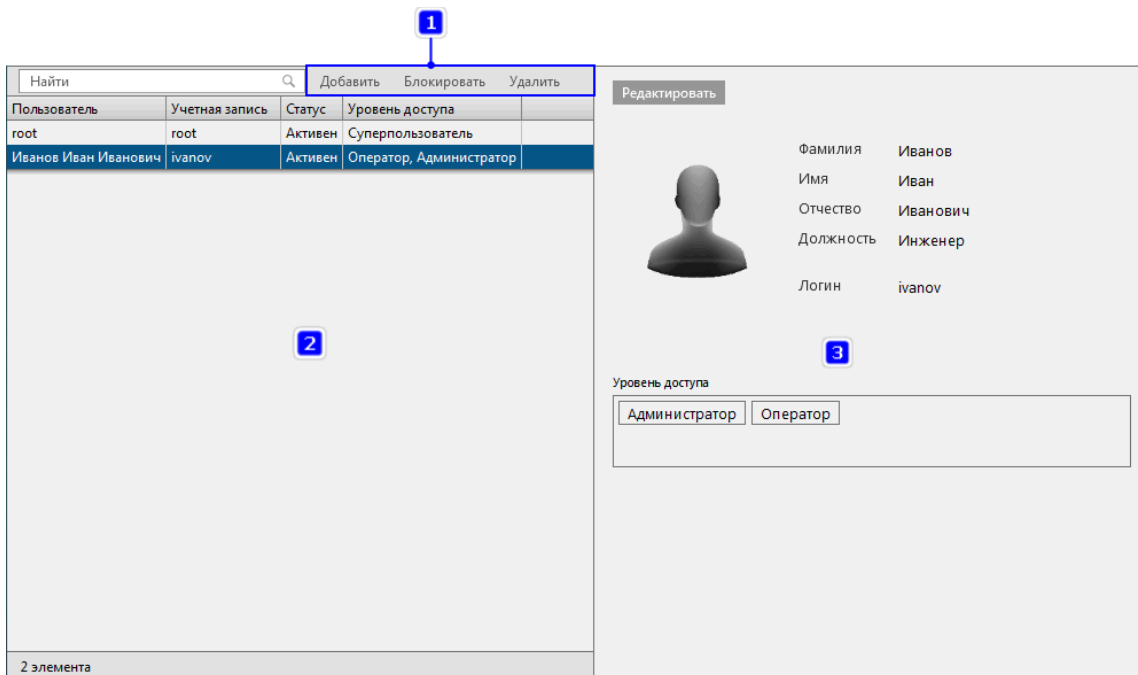 1
Найти Добавить Блокировать Удалить
Пользователь Учетная запись Статус Уровень доступа
root root Активен Суперпользователь
Иванов Иван Иванович ivanov Активен Оператор, Администратор
2
2 элемента
Редактировать
Фамилия Иванов
Имя Иван
Отчество Иванович
Должность Инженер
Логин ivanov
3
Уровень доступа
Администратор Оператор